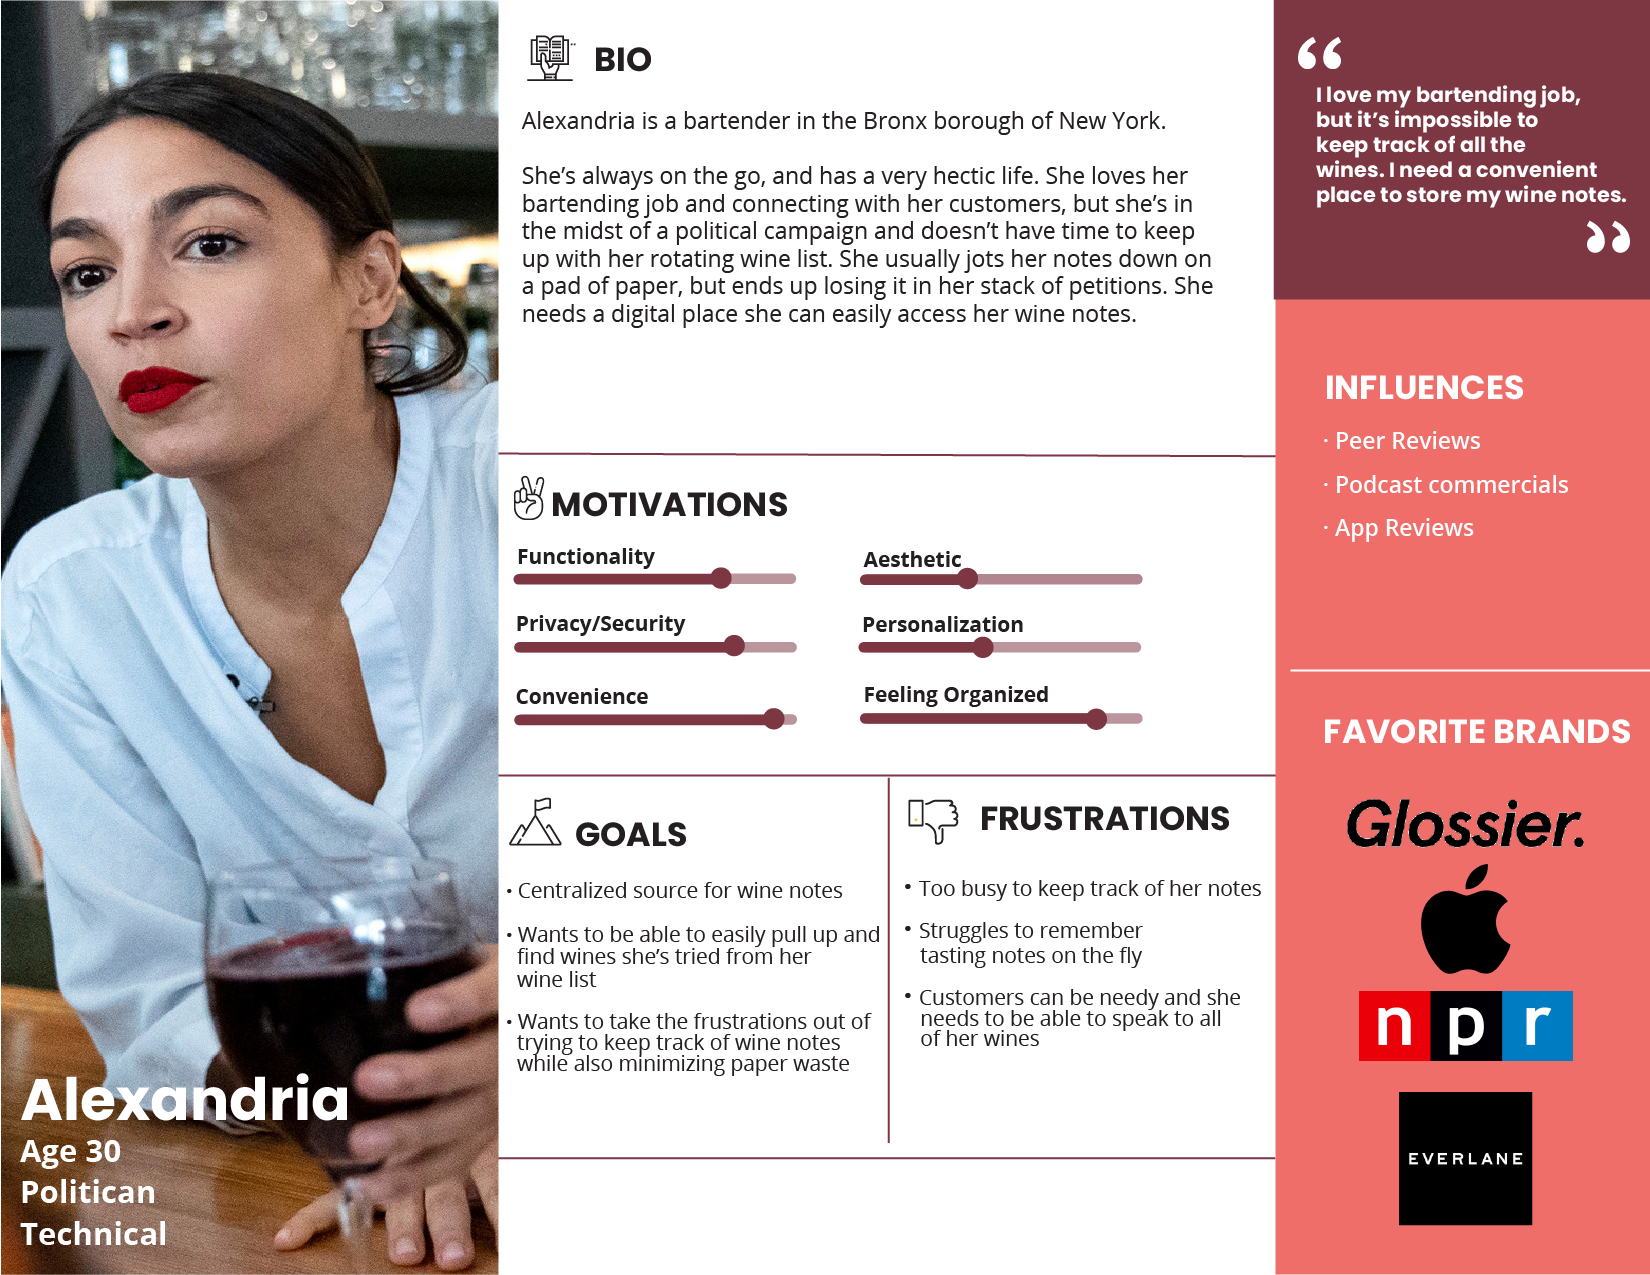 BIO
Alexandria is a bartender in the Bronx borough of New York.
She's always on the go, and has a very hectic life. She loves her
bartending job and connecting with her customers, but she's in
the midst of a political campaign and doesn't have time to keep
up with her rotating wine list. She usually jots her notes down on
a pad of paper, but ends up losing it in her stack of petitions. She
needs a digital place she can easily access her wine notes.
“
I love my bartending job,
but it's impossible to
keep track of all the
wines. I need a convenient
place to store my wine notes.
”
MOTIVATIONS
Functionality
Aesthetic
Privacy/Security
Personalization
Convenience
Feeling Organized
GOALS
· Centralized source for wine notes
· Wants to be able to easily pull up and
find wines she's tried from her
wine list
· Wants to take the frustrations out of
trying to keep track of wine notes
while also minimizing paper waste
FRUSTRATIONS
• Too busy to keep track of her notes
• Struggles to remember
tasting notes on the fly
• Customers can be needy and she
needs to be able to speak to all
of her wines
INFLUENCES
· Peer Reviews
· Podcast commercials
· App Reviews
FAVORITE BRANDS
Glossier.
npr
EVERLANE
Alexandria
Age 30
Politican
Technical